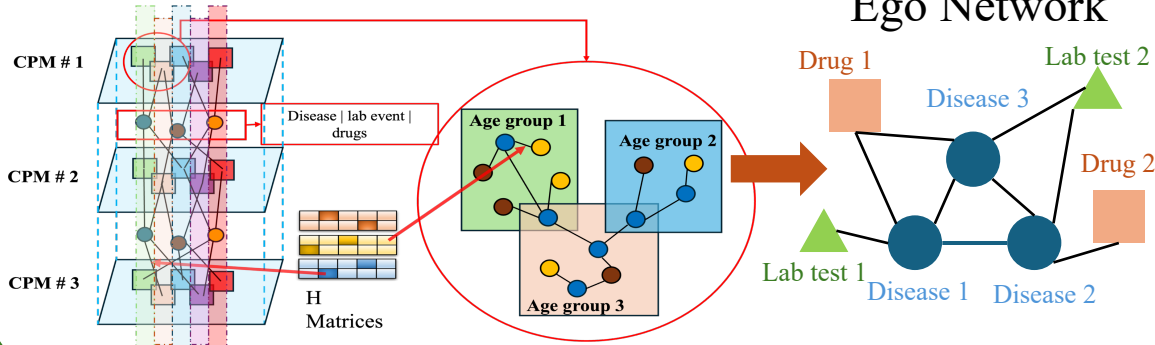 Ego Network
CPM # 1
CPM # 2
CPM # 3
Disease | lab event |
drugs
H
Matrices
Age group 1
Age group 2
Age group 3
Drug 1
Lab test 2
Disease 3
Drug 2
Lab test 1
Disease 1
Disease 2